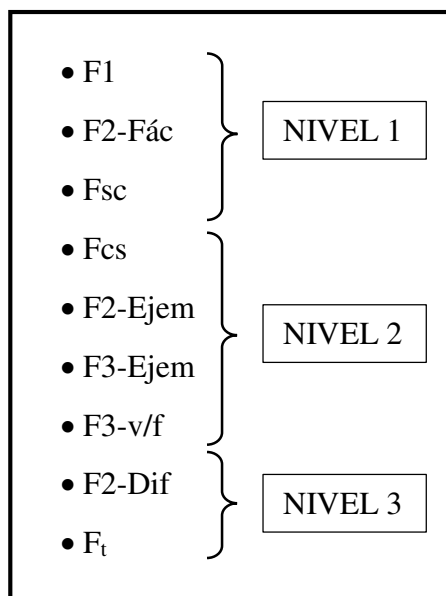 • F1
• F2-Fác
NIVEL 1
• Fsc
• Fcs
• F2-Ejem
NIVEL 2
• F3-Ejem
• F3-v/f
• F2-Dif
NIVEL 3
• Fₜ